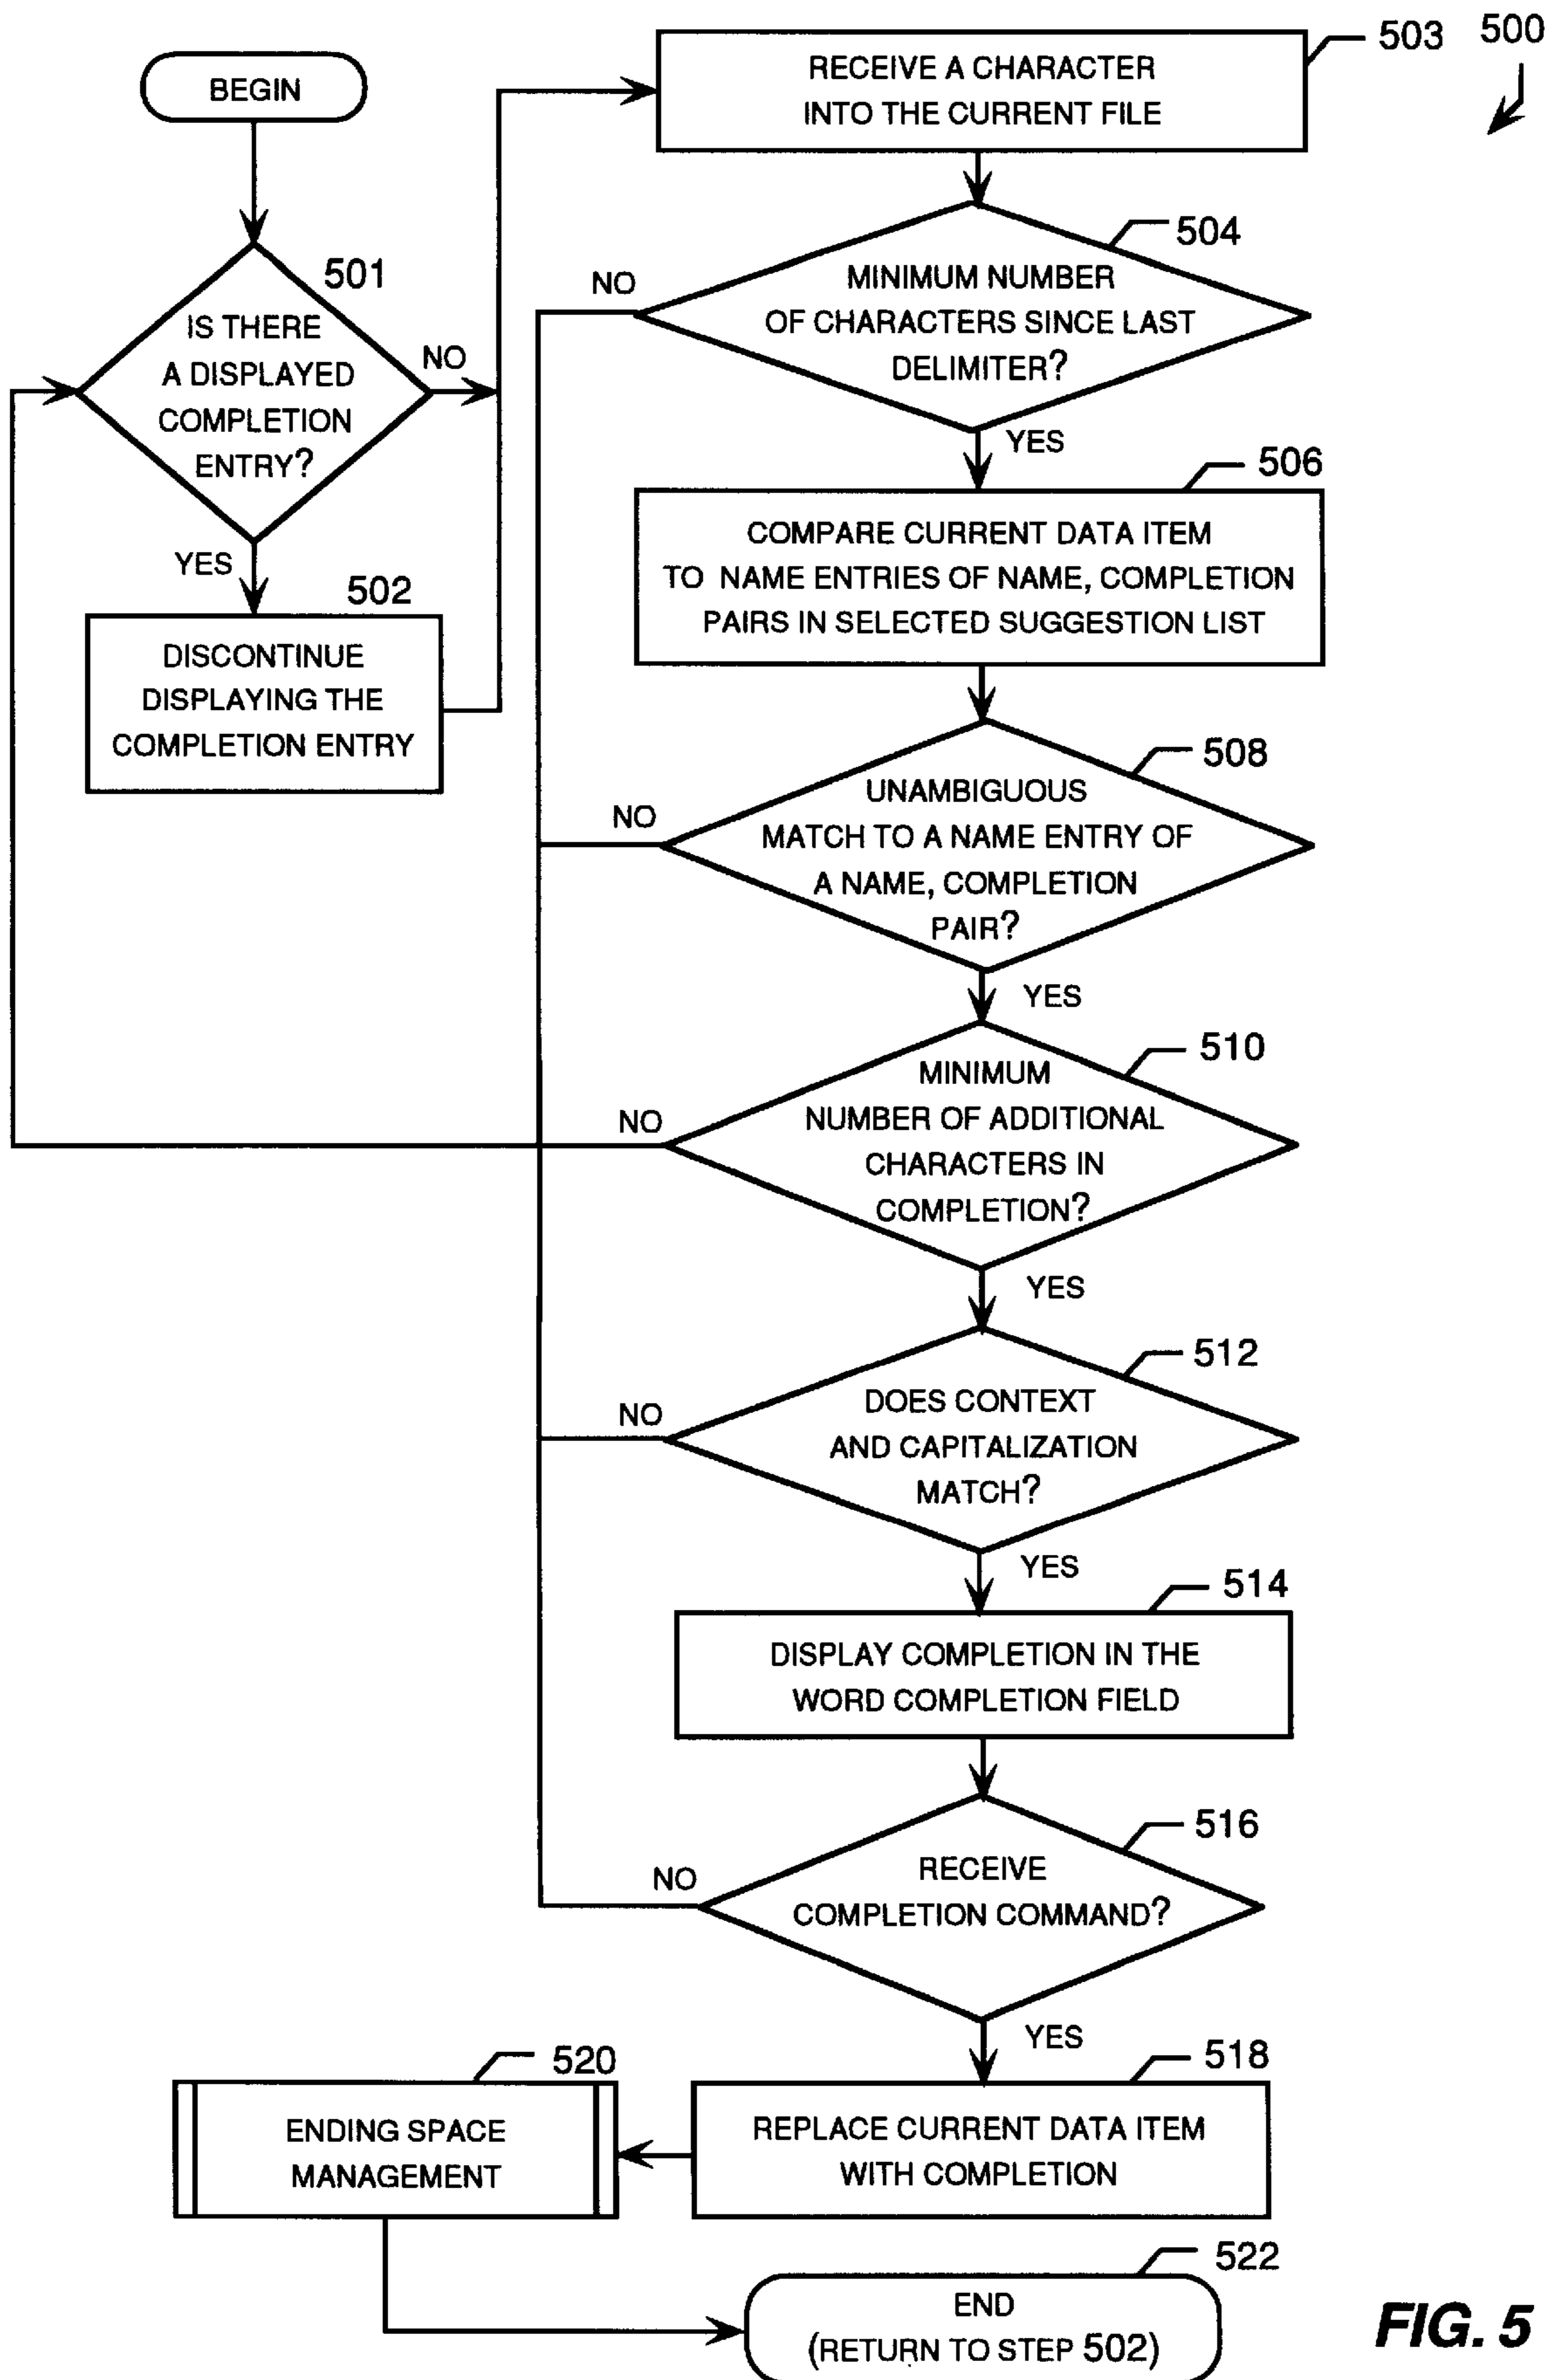 503
500
BEGIN
RECEIVE A CHARACTER
INTO THE CURRENT FILE
504
501
NO
MINIMUM NUMBER
OF CHARACTERS SINCE LAST
DELIMITER?
IS THERE
A DISPLAYED
COMPLETION
ENTRY?
NO
YES
506
YES
502
COMPARE CURRENT DATA ITEM
TO NAME ENTRIES OF NAME, COMPLETION
PAIRS IN SELECTED SUGGESTION LIST
DISCONTINUE
DISPLAYING THE
COMPLETION ENTRY
508
NO
UNAMBIGUOUS
MATCH TO A NAME ENTRY OF
A NAME, COMPLETION
PAIR?
YES
510
NO
MINIMUM
NUMBER OF ADDITIONAL
CHARACTERS IN
COMPLETION?
YES
512
NO
DOES CONTEXT
AND CAPITALIZATION
MATCH?
YES
514
DISPLAY COMPLETION IN THE
WORD COMPLETION FIELD
516
NO
RECEIVE
COMPLETION COMMAND?
YES
518
520
REPLACE CURRENT DATA ITEM
WITH COMPLETION
ENDING SPACE
MANAGEMENT
522
END
(RETURN TO STEP 502)
FIG. 5